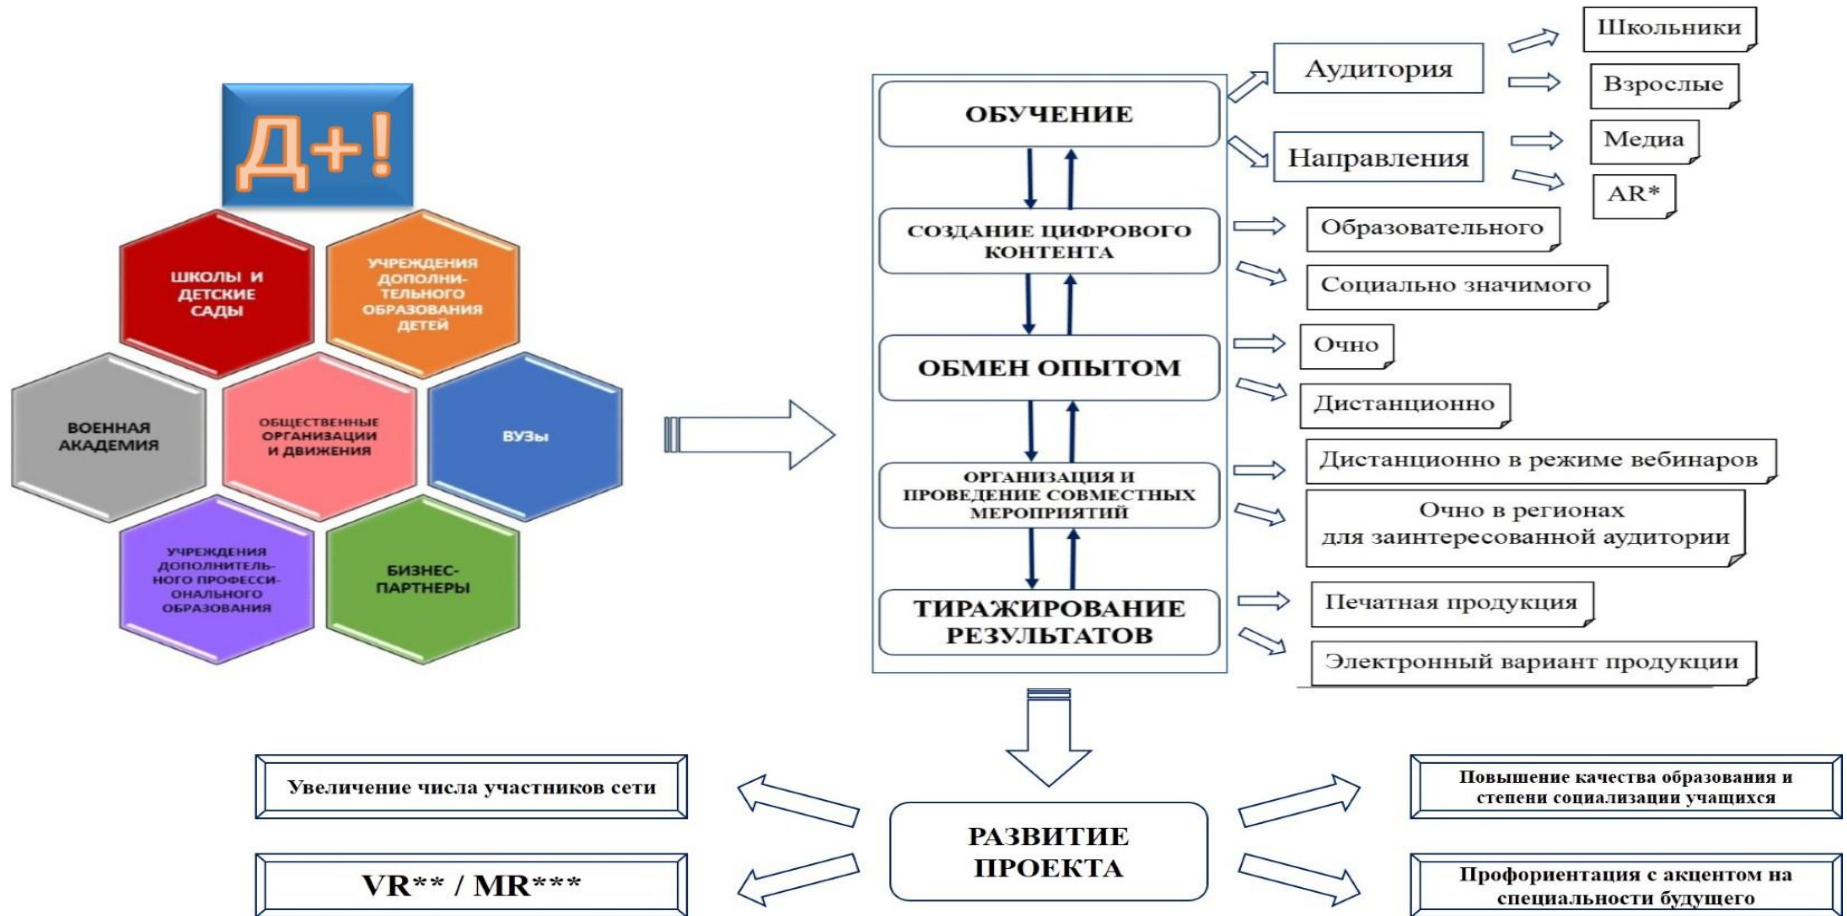 Д+!
ШКОЛЫ И
ДЕТСКИЕ
САДЫ
УЧРЕЖДЕНИЯ
ДОПОЛНИ-
ТЕЛЬНОГО
ОБРАЗОВАНИЯ
ДЕТЕЙ
ВОЕННАЯ
АКАДЕМИЯ
ОБЩЕСТВЕННЫЕ
ОРГАНИЗАЦИИ
И ДВИЖЕНИЯ
ВУЗы
УЧРЕЖДЕНИЯ
ДОПОЛНИТЕЛЬ-
НОГО ПРОФЕССИ-
ОНАЛЬНОГО
ОБРАЗОВАНИЯ
БИЗНЕС-
ПАРТНЕРЫ
ОБУЧЕНИЕ
Аудитория
Школьники
Взрослые
Направления
Медиа
AR*
СОЗДАНИЕ ЦИФРОВОГО
КОНТЕНТА
Образовательного
Социально значимого
ОБМЕН ОПЫТОМ
Очно
Дистанционно
ОРГАНИЗАЦИЯ И
ПРОВЕДЕНИЕ СОВМЕСТНЫХ
МЕРОПРИЯТИЙ
Дистанционно в режиме вебинаров
Очно в регионах
для заинтересованной аудитории
ТИРАЖИРОВАНИЕ
РЕЗУЛЬТАТОВ
Печатная продукция
Электронный вариант продукции
РАЗВИТИЕ
ПРОЕКТА
Увеличение числа участников сети
VR** / MR***
Повышение качества образования и
степени социализации учащихся
Профориентация с акцентом на
специальности будущего